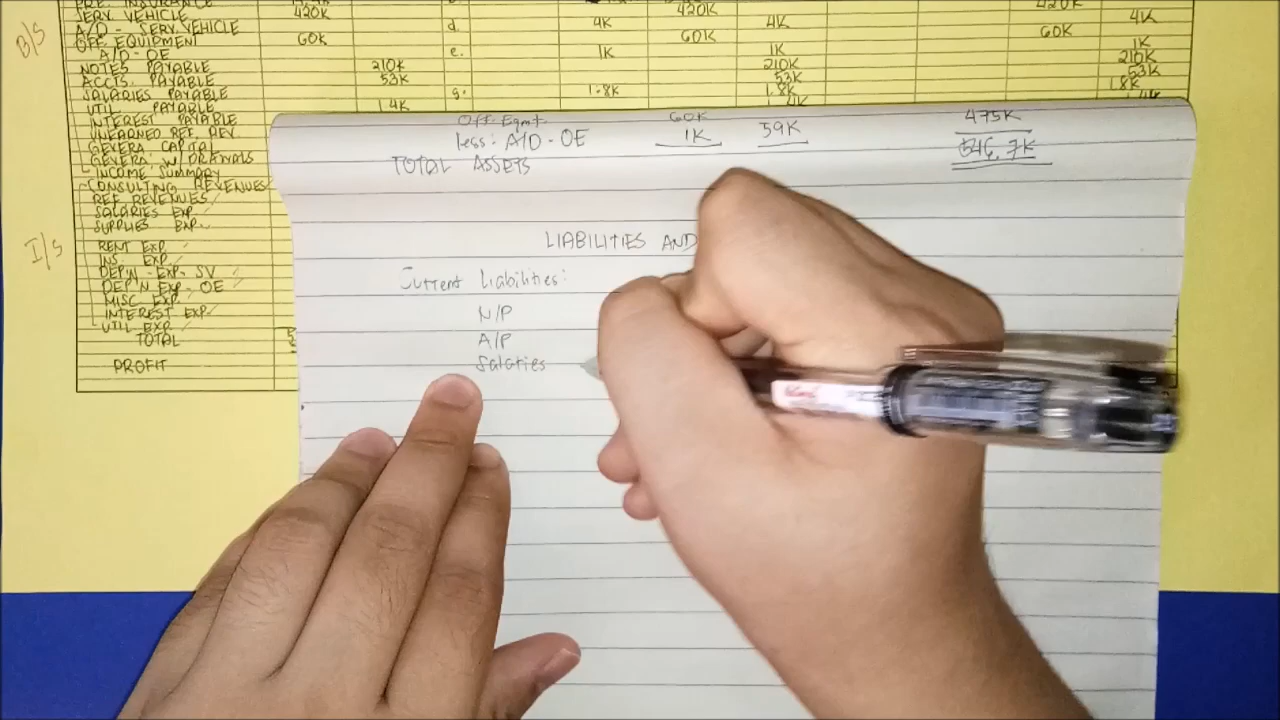 PRE. INSURANCE
SERV. VEHICLE 420K 420K 420K
A/D - SERV. VEHICLE d. 4K 4K 4K
OFF. EQUIPMENT 60K 60K 60K
A/D - OE e. 1K 1K 1K
NOTES PAYABLE 210K 210K 210K
ACCTS. PAYABLE 53K 53K 53K
SALARIES PAYABLE g. 1.8K 1.8K 1.8K
UTIL. PAYABLE 1.4K
INTEREST PAYABLE
UNEARNED REF. REV.
GEVERA CAPITAL
GEVERA W/DRAWALS
INCOME SUMMARY
CONSULTING REVENUES
REF REVENUES
SALARIES EXP
SUPPLIES EXP.
RENT EXP
INS. EXP.
DEP'N - EXP. SV
DEP'N EXP - OE
MISC EXP
INTEREST EXP
UTIL EXP.
TOTAL
PROFIT
B/S
I/S
Off. Eqmt 60K 475K
less: A/D - OE 1K 59K
TOTAL ASSETS
LIABILITIES AND
Current Liabilities:
N/P
A/P
Salaries